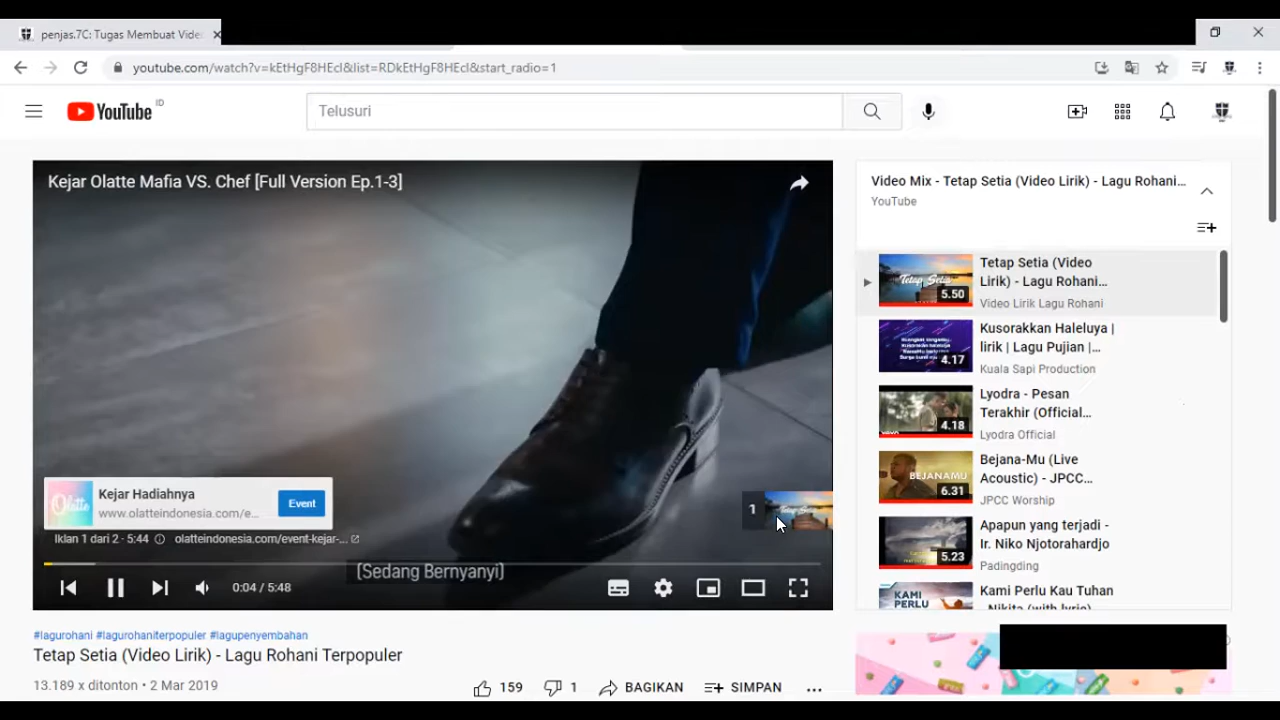 penjas.7C: Tugas Membuat Vide
youtube.com/watch?v=kEtHgF8HEcI&list=RDkEtHgF8HEcI&start_radio=1
YouTube ID
Telusuri
Kejar Olatte Mafia VS. Chef [Full Version Ep.1-3]
Olatte
Kejar Hadiahnya
www.olatteindonesia.com/e...
Event
1
Tetap Setia
Iklan 1 dari 2 · 5:44
olatteindonesia.com/event-kejar-...
[Sedang Bernyanyi]
0:04 / 5:48
#lagurohani #lagurohaniterpopuler #lagupenyembahan
Tetap Setia (Video Lirik) - Lagu Rohani Terpopuler
13.189 x ditonton • 2 Mar 2019
159
1
BAGIKAN
SIMPAN
Video Mix - Tetap Setia (Video Lirik) - Lagu Rohani...
YouTube
Tetap Setia
5.50
Tetap Setia (Video
Lirik) - Lagu Rohani...
Video Lirik Lagu Rohani
4.17
Kusorakkan Haleluya |
lirik | Lagu Pujian |...
Kuala Sapi Production
4.18
Lyodra - Pesan
Terakhir (Official...
Lyodra Official
BEJANAMU
6.31
Bejana-Mu (Live
Acoustic) - JPCC...
JPCC Worship
5.23
Apapun yang terjadi -
Ir. Niko Njotorahardjo
Padingding
KAMI
PERLU
Kami Perlu Kau Tuhan
- Nikita (with lyric)